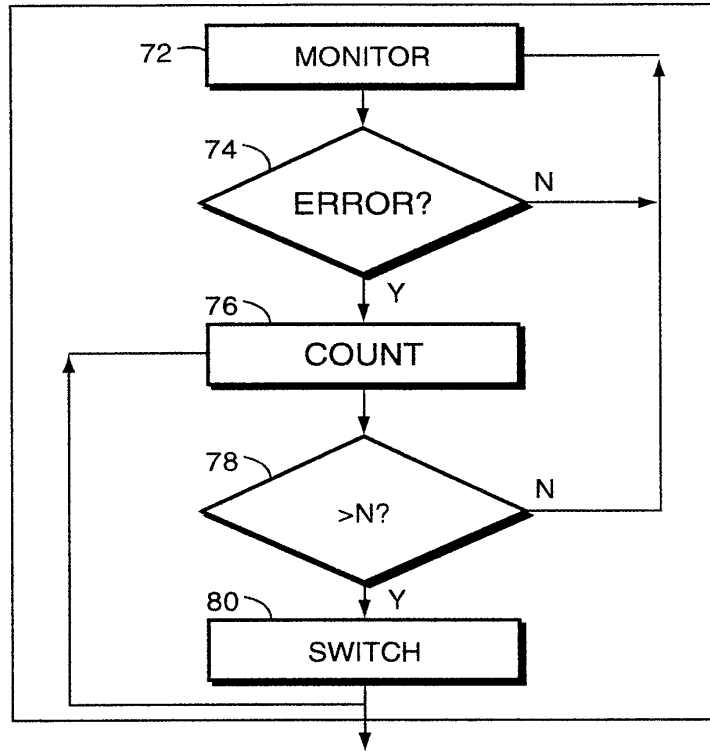 72 MONITOR
74
ERROR? N
Y
76
COUNT
78
>N? N
Y
80
SWITCH